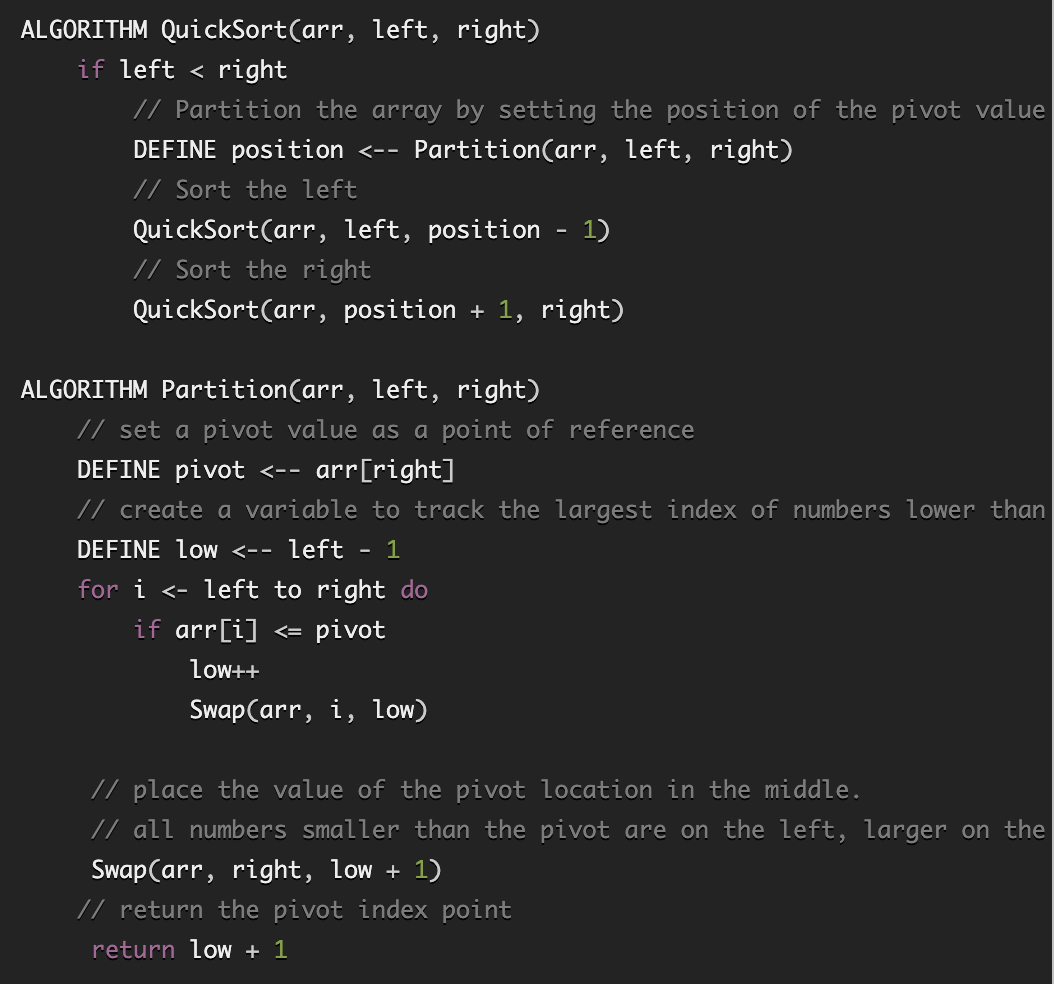 ALGORITHM QuickSort(arr, left, right)
    if left < right
        // Partition the array by setting the position of the pivot value
        DEFINE position <-- Partition(arr, left, right)
        // Sort the left
        QuickSort(arr, left, position - 1)
        // Sort the right
        QuickSort(arr, position + 1, right)

ALGORITHM Partition(arr, left, right)
    // set a pivot value as a point of reference
    DEFINE pivot <-- arr[right]
    // create a variable to track the largest index of numbers lower than
    DEFINE low <-- left - 1
    for i <- left to right do
        if arr[i] <= pivot
            low++
            Swap(arr, i, low)

     // place the value of the pivot location in the middle.
     // all numbers smaller than the pivot are on the left, larger on the
     Swap(arr, right, low + 1)
    // return the pivot index point
     return low + 1